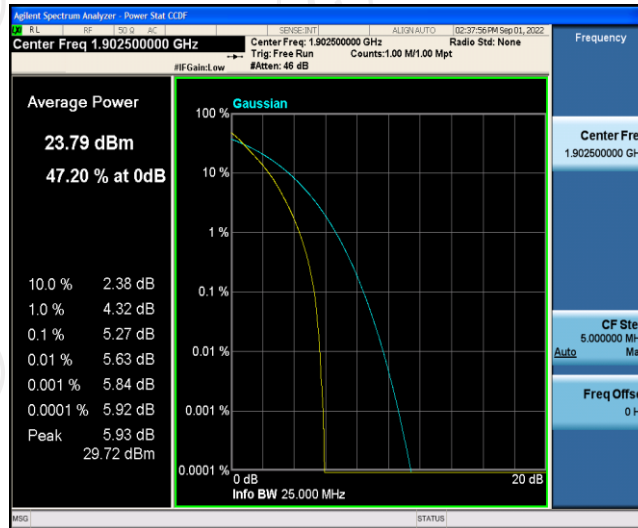 Agilent Spectrum Analyzer - Power Stat CCDF
RL RF 50 Ω AC SENSE:INT ALIGN AUTO 02:37:56 PM Sep 01, 2022
Center Freq 1.902500000 GHz
Center Freq: 1.902500000 GHz Radio Std: None
Trig: Free Run Counts:1.00 M/1.00 Mpt
#IFGain:Low #Atten: 46 dB
Frequency
Average Power
23.79 dBm
47.20 % at 0dB
10.0 % 2.38 dB
1.0 % 4.32 dB
0.1 % 5.27 dB
0.01 % 5.63 dB
0.001 % 5.84 dB
0.0001 % 5.92 dB
Peak 5.93 dB
29.72 dBm
Gaussian
100 %
10 %
1 %
0.1 %
0.01 %
0.001 %
0.0001 %
0 dB 20 dB
Info BW 25.000 MHz
Center Fre
1.902500000 GH
CF Ste
5.000000 MH
Auto Ma
Freq Offse
0 H
MSG STATUS